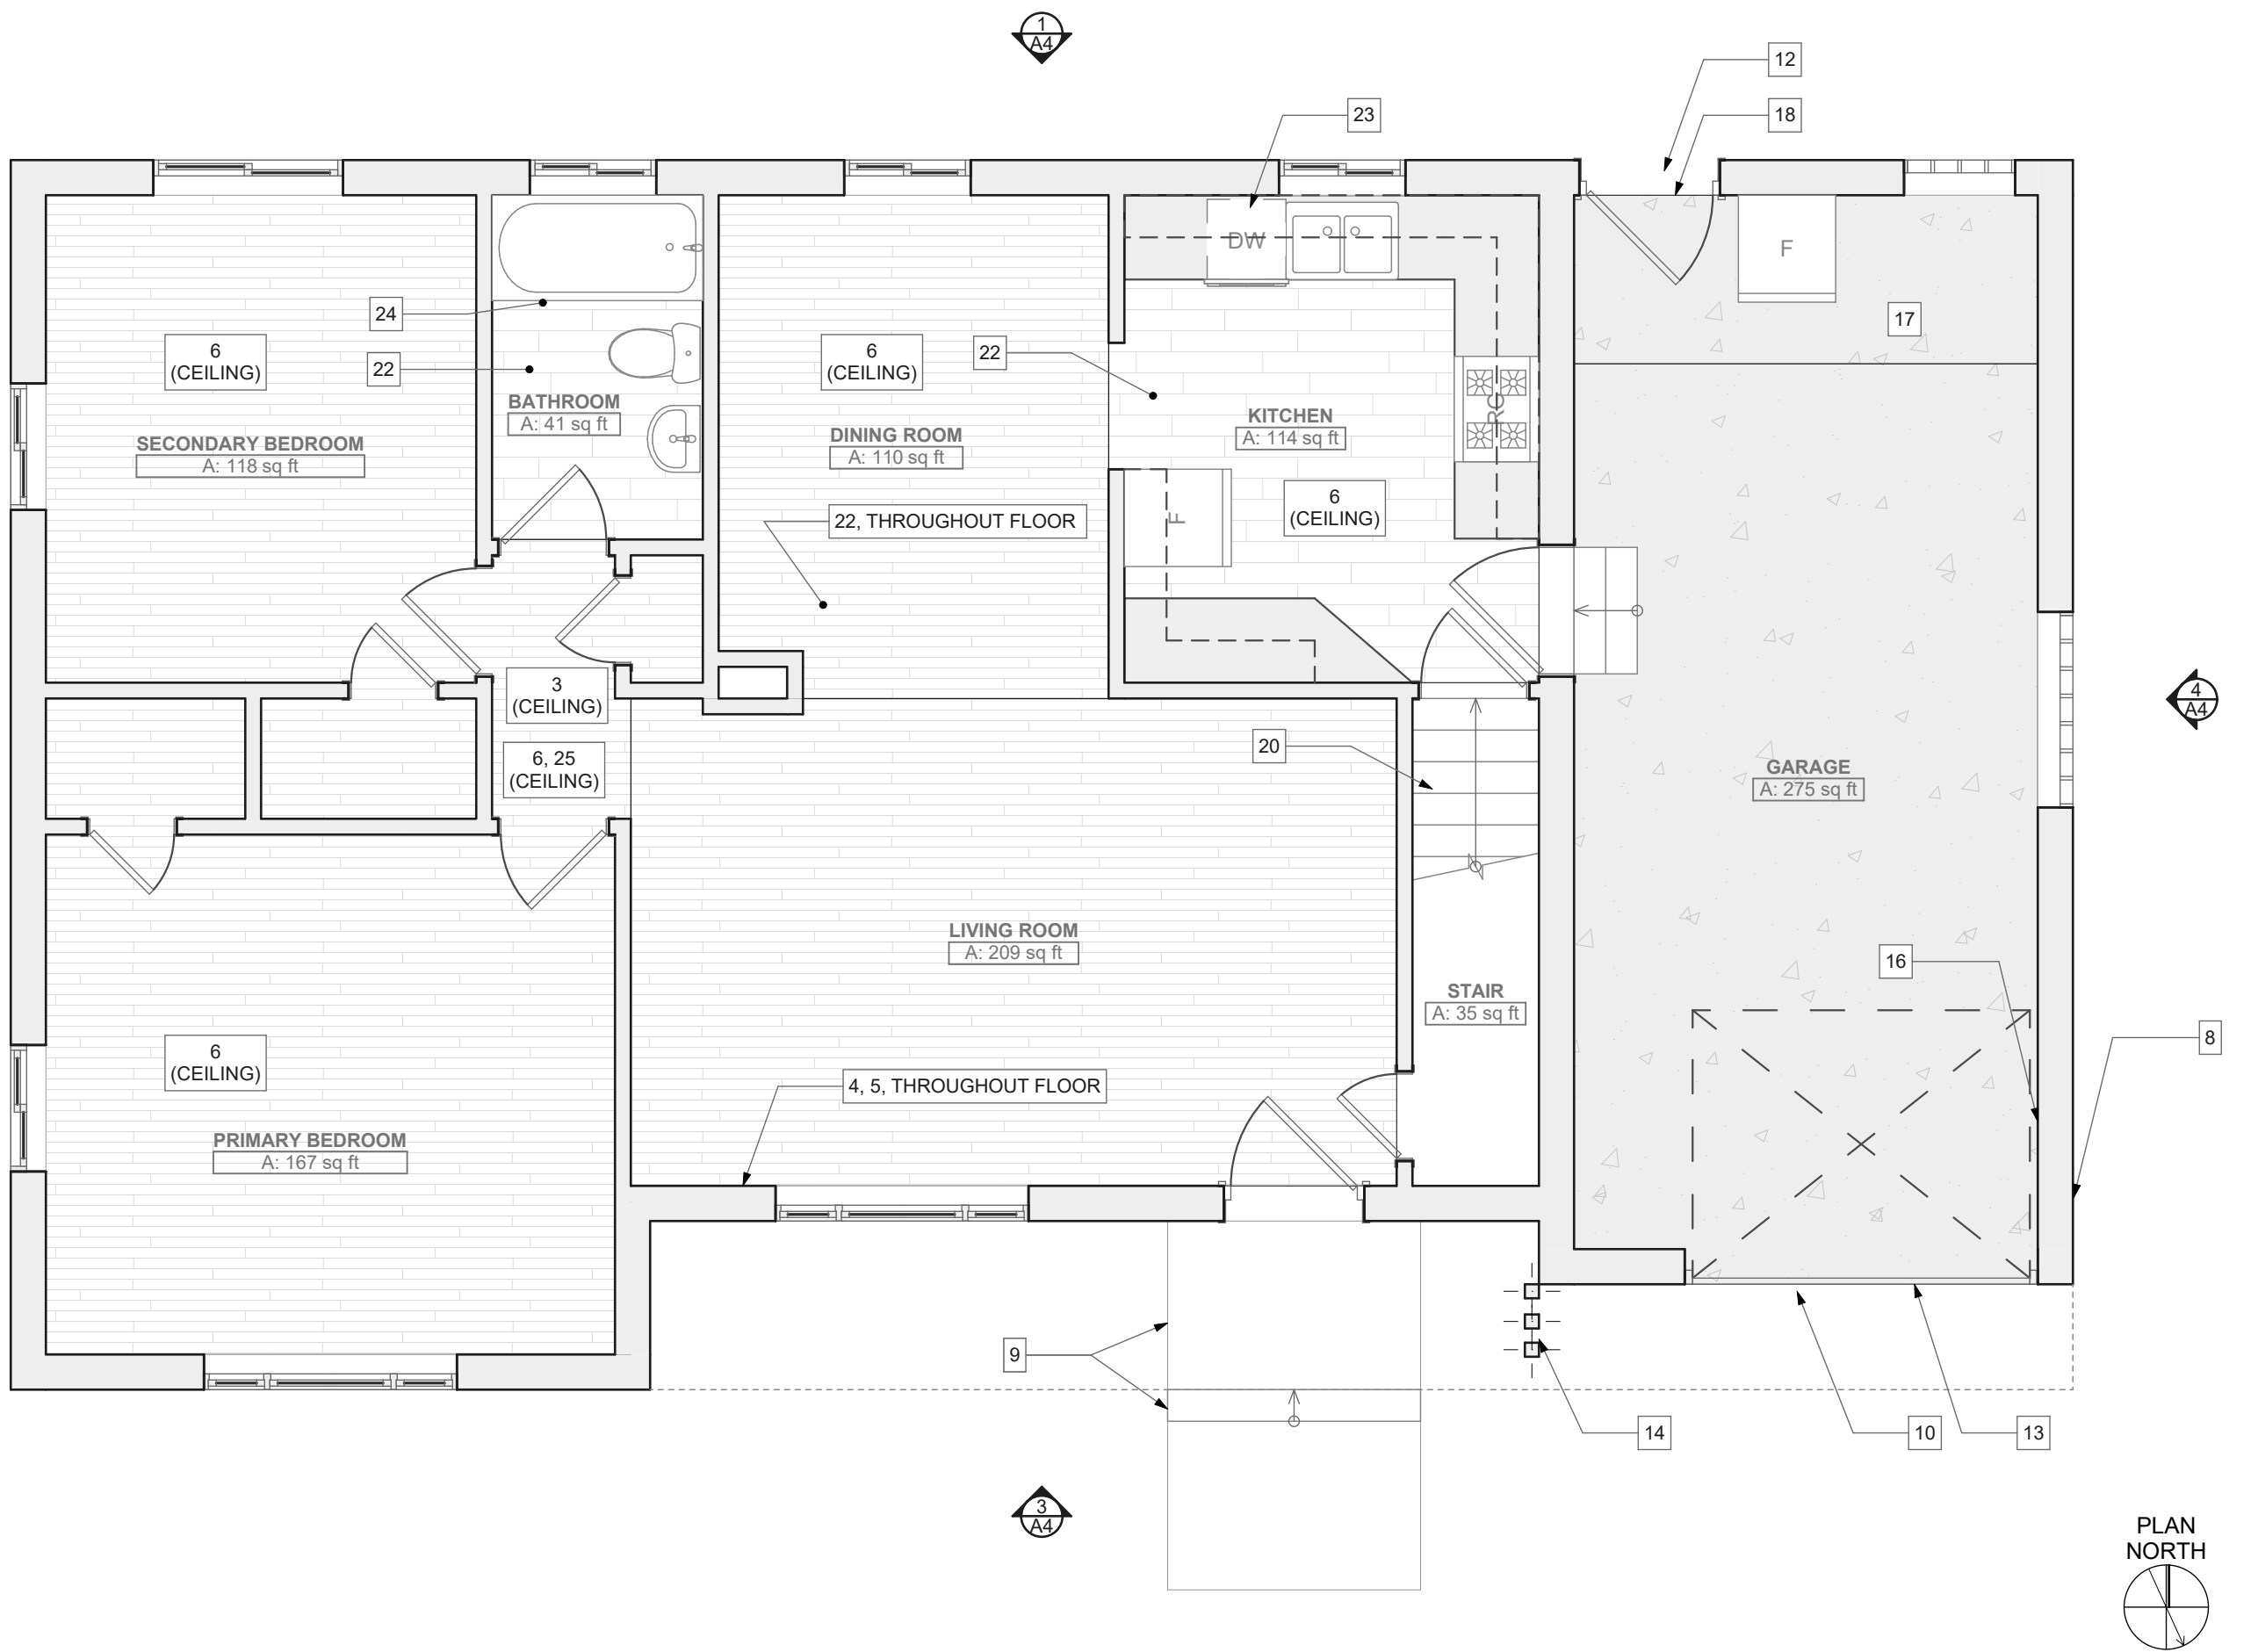 1
A4
12
18
23
DW
F
17
24
6
(CEILING)
22
6
(CEILING)
22
BATHROOM
A: 41 sq ft
SECONDARY BEDROOM
A: 118 sq ft
DINING ROOM
A: 110 sq ft
KITCHEN
A: 114 sq ft
RG
6
(CEILING)
F
22, THROUGHOUT FLOOR
3
(CEILING)
6, 25
(CEILING)
20
4
A4
GARAGE
A: 275 sq ft
LIVING ROOM
A: 209 sq ft
16
STAIR
A: 35 sq ft
8
6
(CEILING)
4, 5, THROUGHOUT FLOOR
PRIMARY BEDROOM
A: 167 sq ft
9
14
10
13
3
A4
PLAN
NORTH